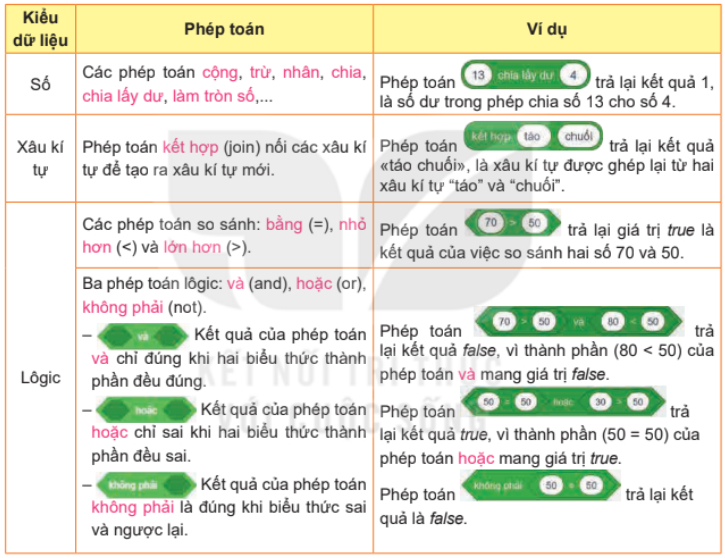 Kiểu
dữ liệu
Phép toán
Ví dụ
Số
Các phép toán cộng, trừ, nhân, chia,
chia lấy dư, làm tròn số,...
Phép toán 13 chia lấy dư 4 trả lại kết quả 1,
là số dư trong phép chia số 13 cho số 4.
Xâu kí
tự
Phép toán kết hợp (join) nối các xâu kí
tự để tạo ra xâu kí tự mới.
Phép toán kết hợp táo chuối trả lại kết quả
«táo chuối», là xâu kí tự được ghép lại từ hai
xâu kí tự “táo” và “chuối”.
Lôgic
Các phép toán so sánh: bằng (=), nhỏ
hơn (<) và lớn hơn (>).
Phép toán 70 > 50 trả lại giá trị true là
kết quả của việc so sánh hai số 70 và 50.
Ba phép toán lôgic: và (and), hoặc (or),
không phải (not).
– và Kết quả của phép toán
và chỉ đúng khi hai biểu thức thành
phần đều đúng.
– hoặc Kết quả của phép toán
hoặc chỉ sai khi hai biểu thức thành
phần đều sai.
– không phải Kết quả của phép toán
không phải là đúng khi biểu thức sai
và ngược lại.
Phép toán 70 > 50 và 80 < 50 trả
lại kết quả false, vì thành phần (80 < 50) của
phép toán và mang giá trị false.
Phép toán 50 = 50 hoặc 30 > 50 trả
lại kết quả true, vì thành phần (50 = 50) của
phép toán hoặc mang giá trị true.
Phép toán không phải 50 = 50 trả lại kết
quả là false.
KẾT NỐI TRI THỨC
VỚI CUỘC SỐNG